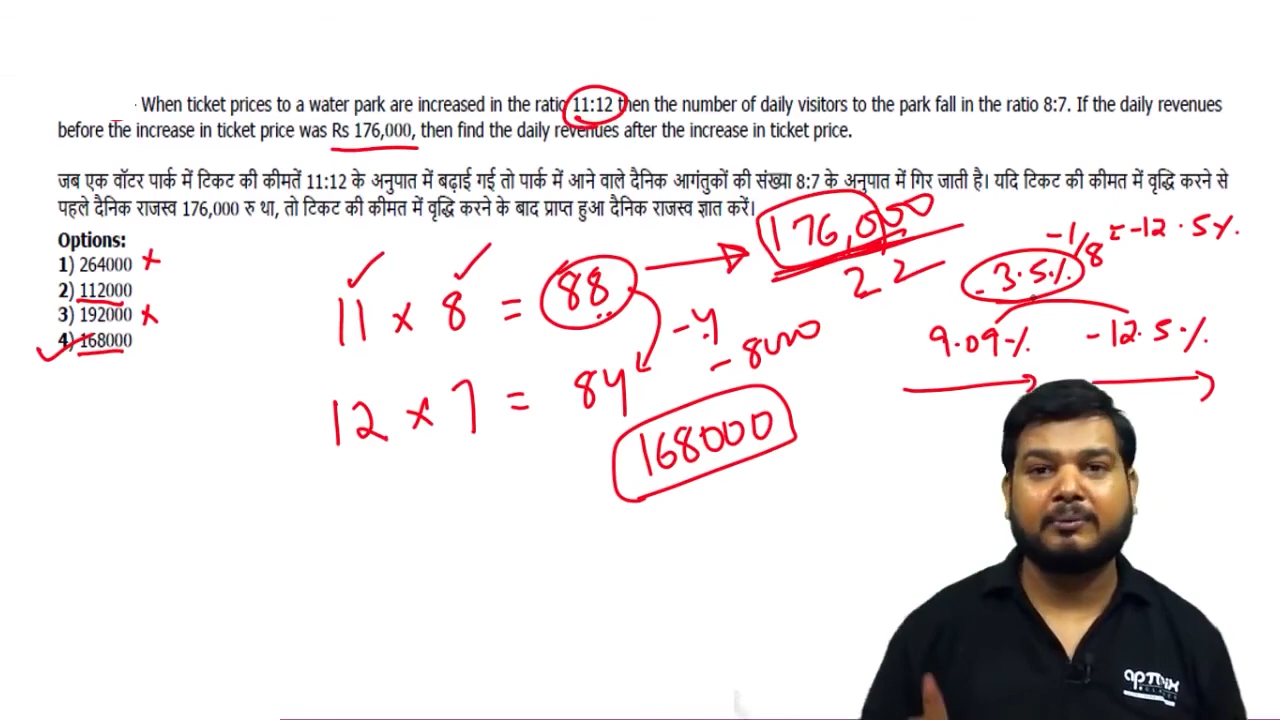 When ticket prices to a water park are increased in the ratio 11:12 then the number of daily visitors to the park fall in the ratio 8:7. If the daily revenues
before the increase in ticket price was Rs 176,000, then find the daily revenues after the increase in ticket price.
जब एक वॉटर पार्क में टिकट की कीमतें 11:12 के अनुपात में बढ़ाई गई तो पार्क में आने वाले दैनिक आगंतुकों की संख्या 8:7 के अनुपात में गिर जाती है। यदि टिकट की कीमत में वृद्धि करने से
पहले दैनिक राजस्व 176,000 रु था, तो टिकट की कीमत में वृद्धि करने के बाद प्राप्त हुआ दैनिक राजस्व ज्ञात करें।
Options:
1) 264000
2) 112000
3) 192000
4) 168000
11 × 8 = 88
176,000
22
12 × 7 = 84
-4
-8000
168000
-1/8 = -12.5%
-3.5%
9.09% -12.5%